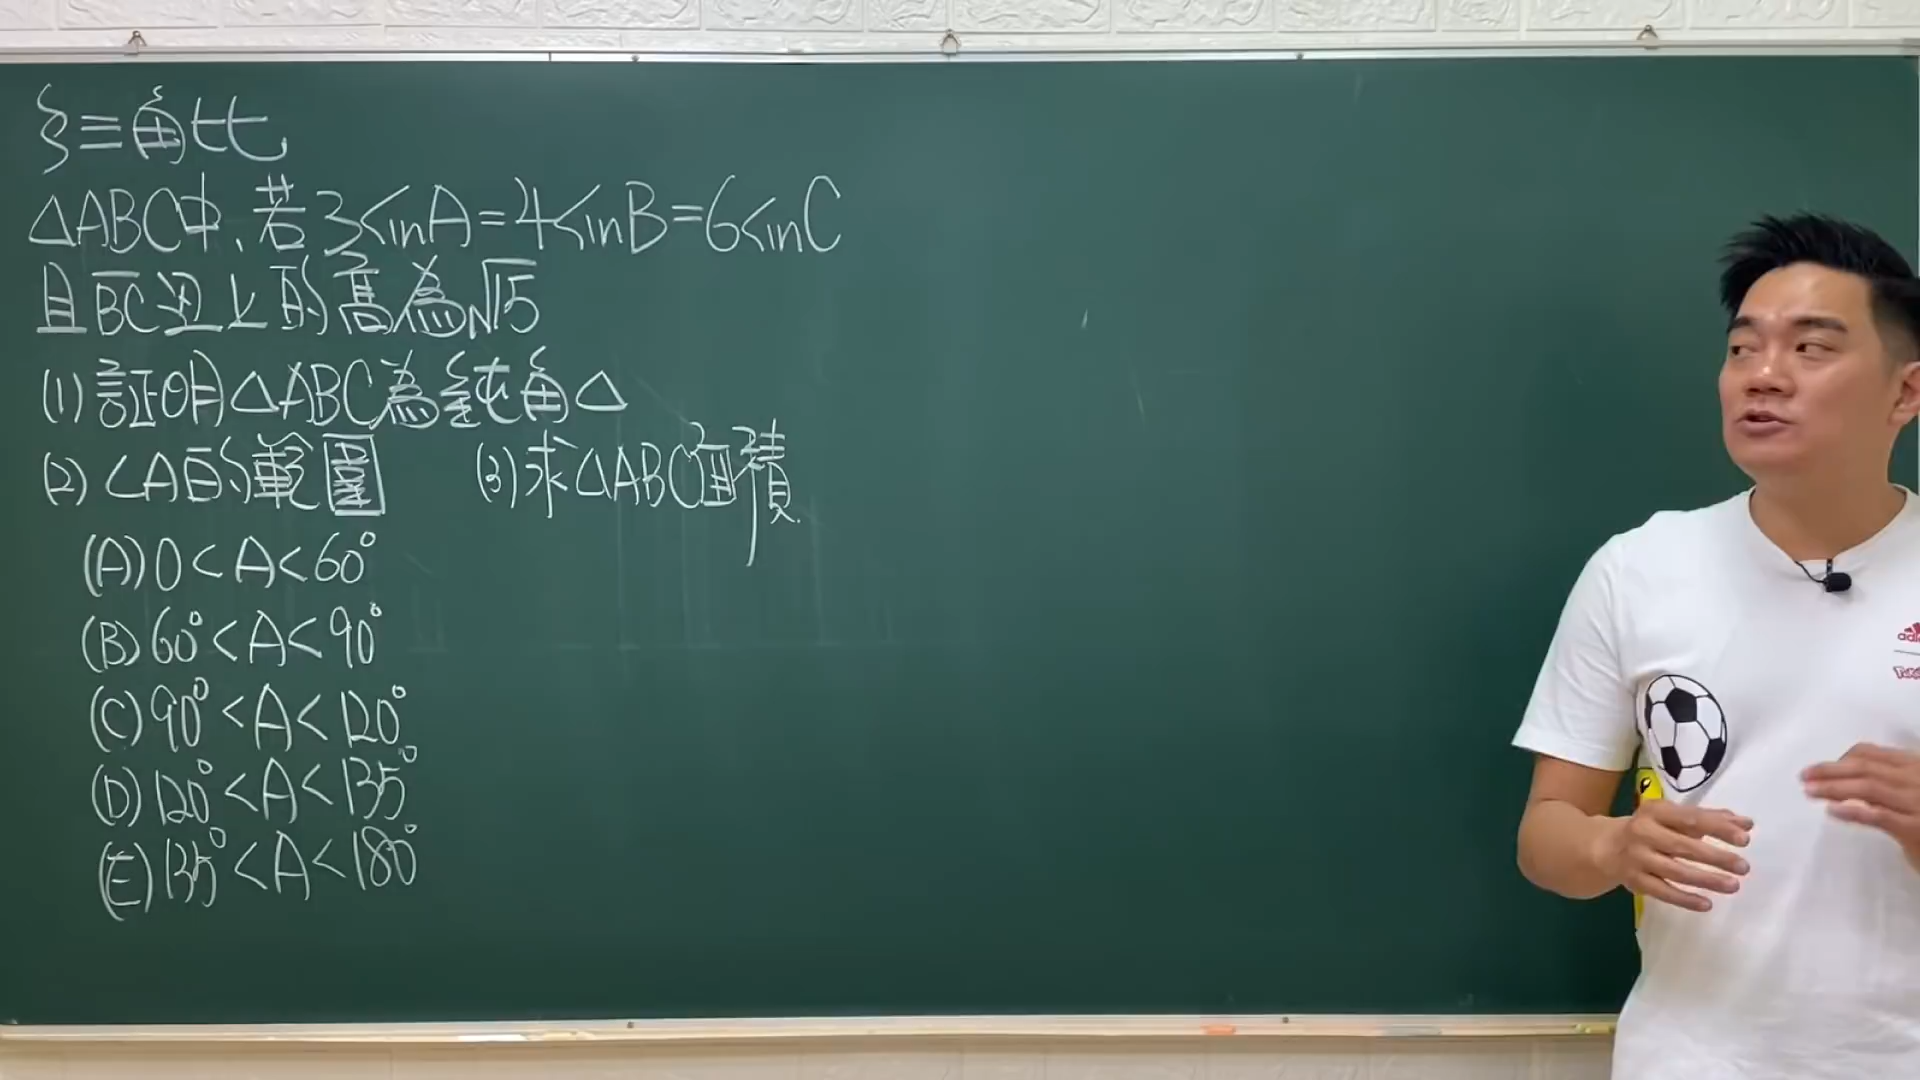 §三角比
△ABC中,若3sinA=4sinB=6sinC
且BC邊上的高為√15
(1)証明△ABC為鈍角△
(2)∠A的範圍 (3)求△ABC面積.
(A)0<A<60°
(B)60°<A<90°
(C)90°<A<120°
(D)120°<A<135°
(E)135°<A<180°